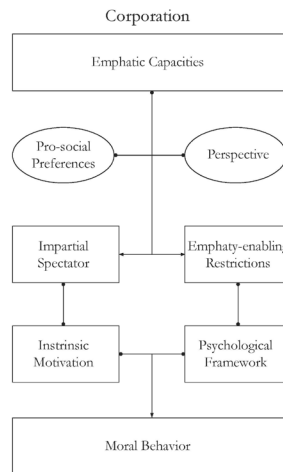 Corporation
Emphatic Capacities
Pro-social
Preferences
Perspective
Impartial
Spectator
Emphaty-enabling
Restrictions
Instrinsic
Motivation
Psychological
Framework
Moral Behavior